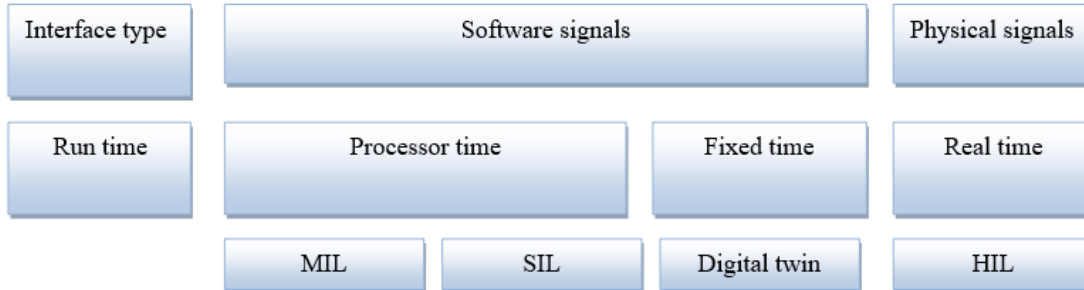 Interface type
Software signals
Physical signals
Run time
Processor time
Fixed time
Real time
MIL
SIL
Digital twin
HIL